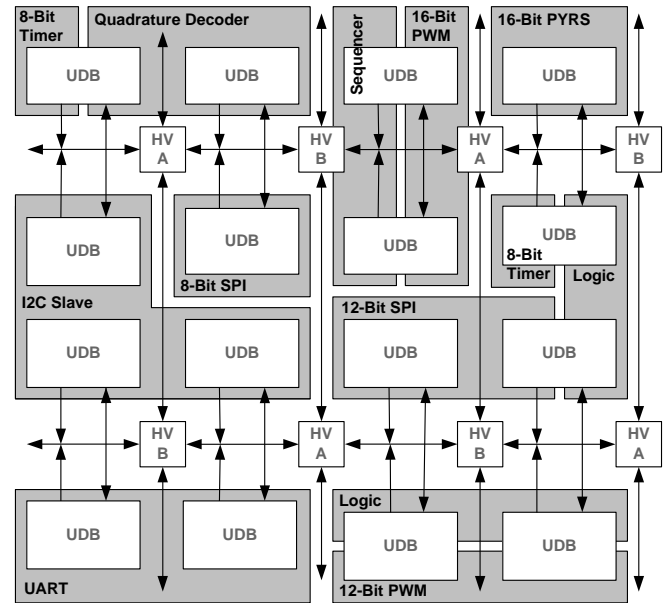 8-Bit
Timer
Quadrature Decoder
Sequencer
16-Bit
PWM
16-Bit PYRS
UDB
UDB
UDB
UDB
HV
A
HV
B
HV
A
HV
B
UDB
UDB
UDB
UDB
8-Bit
Timer
Logic
8-Bit SPI
I2C Slave
12-Bit SPI
UDB
UDB
UDB
UDB
HV
B
HV
A
HV
B
HV
A
Logic
UDB
UDB
UDB
UDB
UART
12-Bit PWM